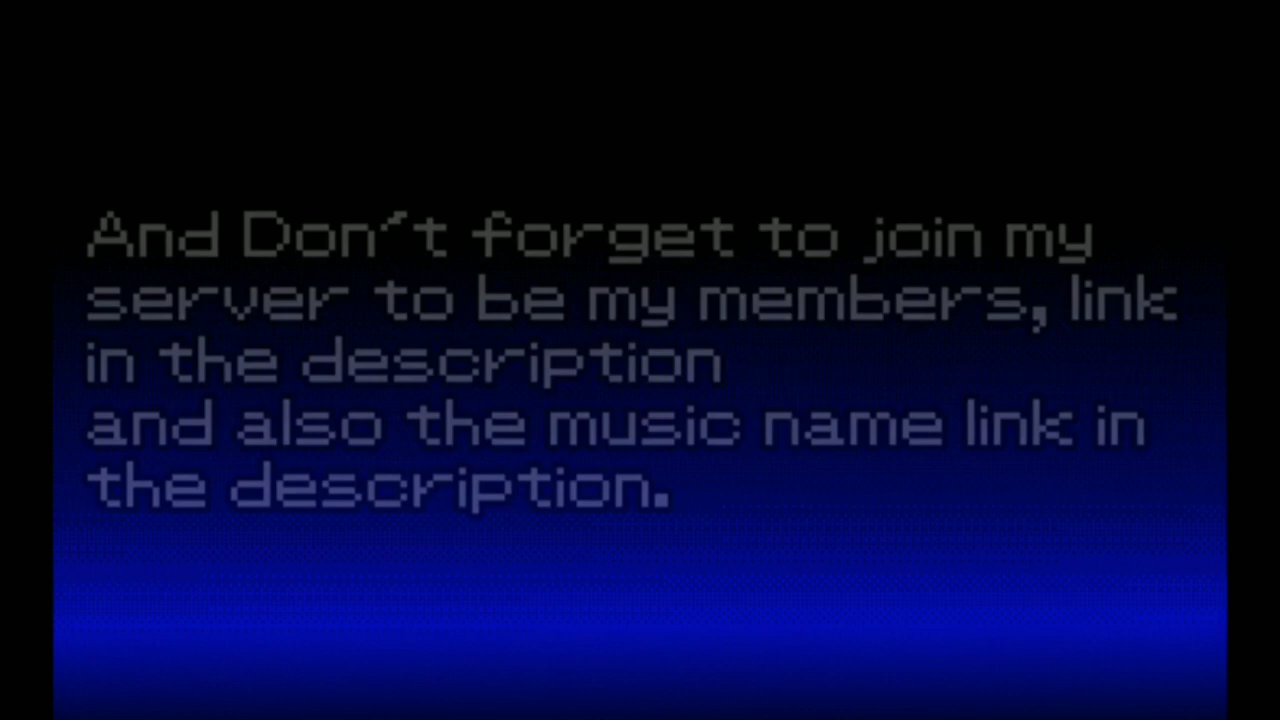 And Don't forget to join my
server to be my members, link
in the description
and also the music name link in
the description.